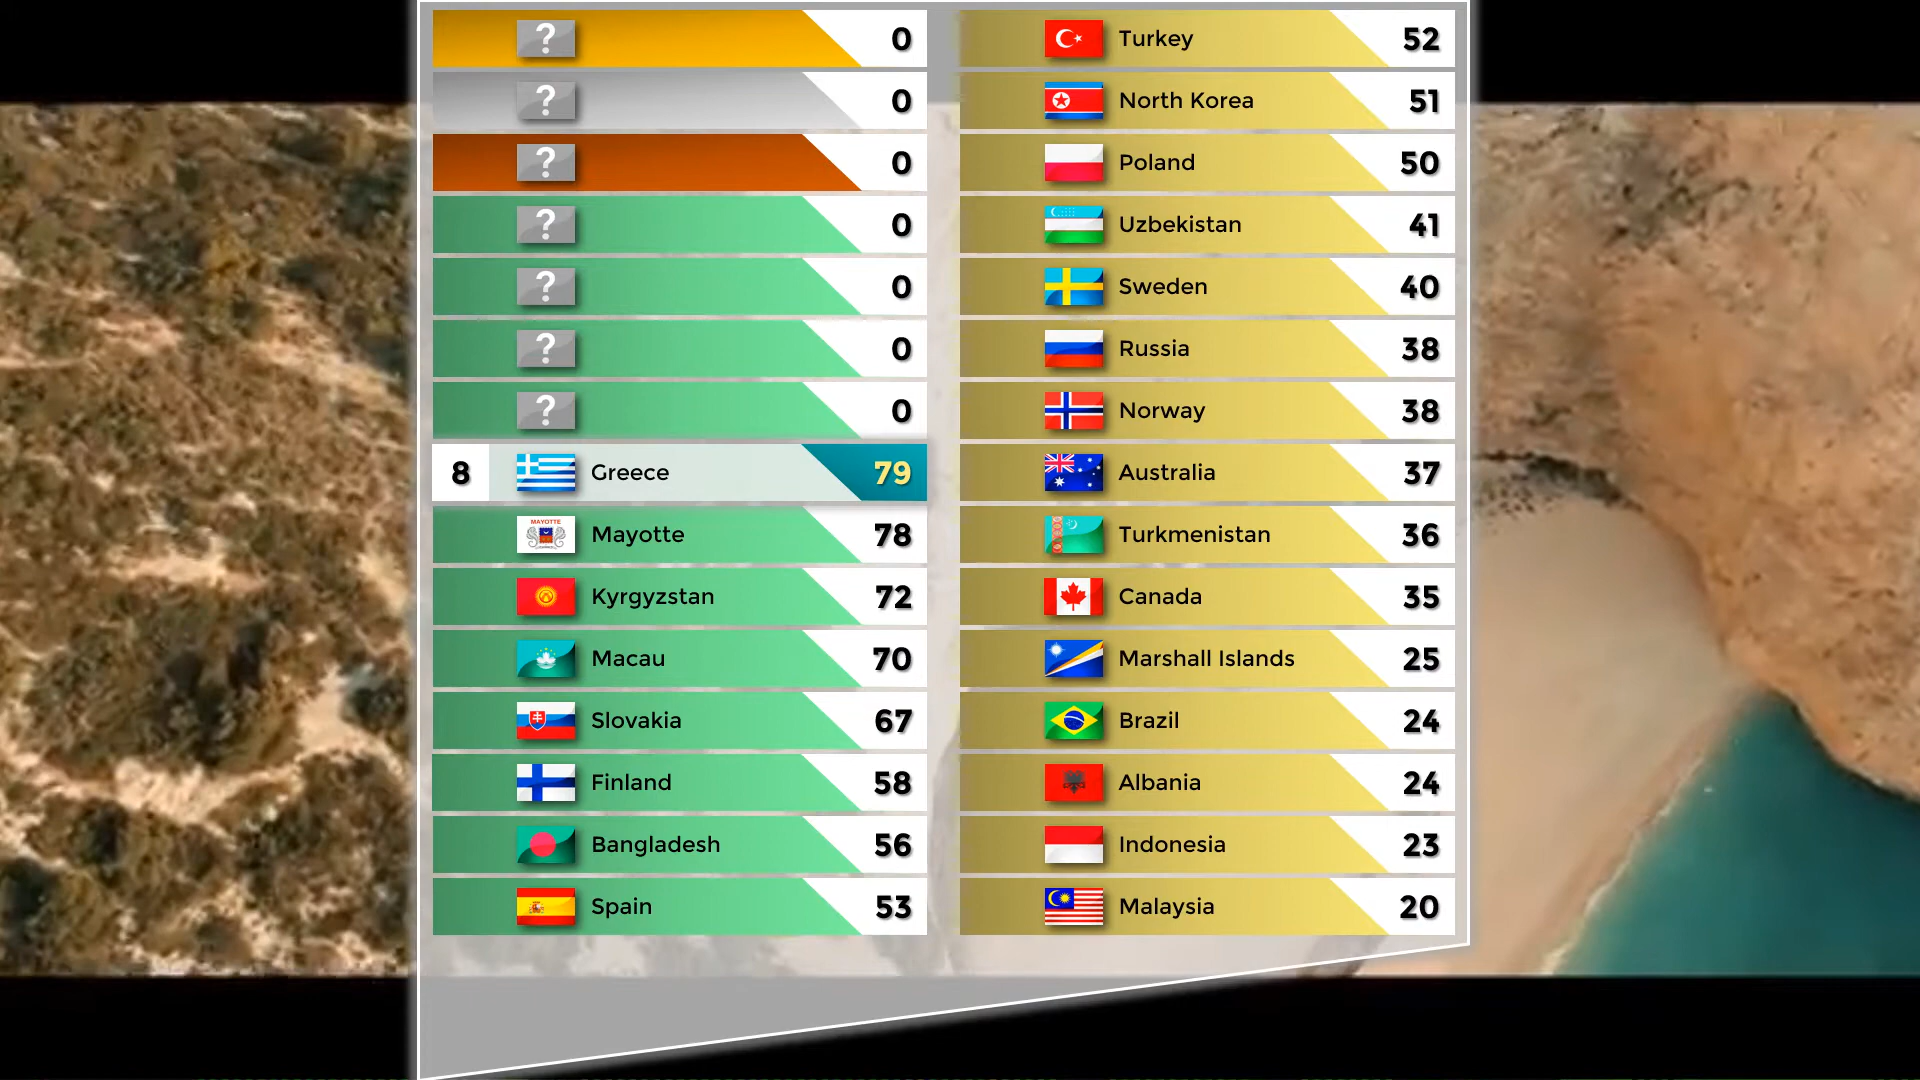 ? 0
? 0
? 0
? 0
? 0
? 0
? 0
8 Greece 79
MAYOTTE Mayotte 78
Kyrgyzstan 72
Macau 70
Slovakia 67
Finland 58
Bangladesh 56
Spain 53
Turkey 52
North Korea 51
Poland 50
Uzbekistan 41
Sweden 40
Russia 38
Norway 38
Australia 37
Turkmenistan 36
Canada 35
Marshall Islands 25
Brazil 24
Albania 24
Indonesia 23
Malaysia 20